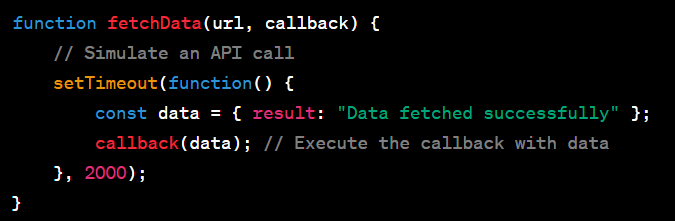 function fetchData(url, callback) {
    // Simulate an API call
    setTimeout(function() {
        const data = { result: "Data fetched successfully" };
        callback(data); // Execute the callback with data
    }, 2000);
}